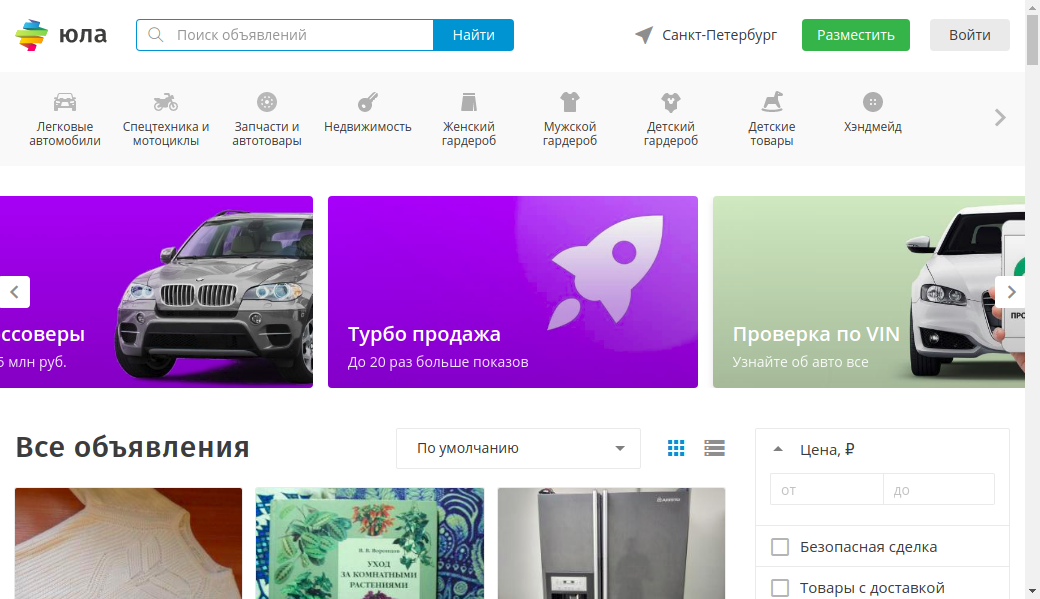 юла
Поиск объявлений
Найти
Санкт-Петербург
Разместить
Войти
Легковые
автомобили
Спецтехника и
мотоциклы
Запчасти и
автотовары
Недвижимость
Женский
гардероб
Мужской
гардероб
Детский
гардероб
Детские
товары
Хэндмейд
ссоверы
5 млн руб.
Турбо продажа
До 20 раз больше показов
Проверка по VIN
Узнайте об авто все
ПРО
Все объявления
По умолчанию
Цена, ₽
от
до
Безопасная сделка
Товары с доставкой
В. В. Воронцов
УХОД
ЗА КОМНАТНЫМИ
РАСТЕНИЯМИ